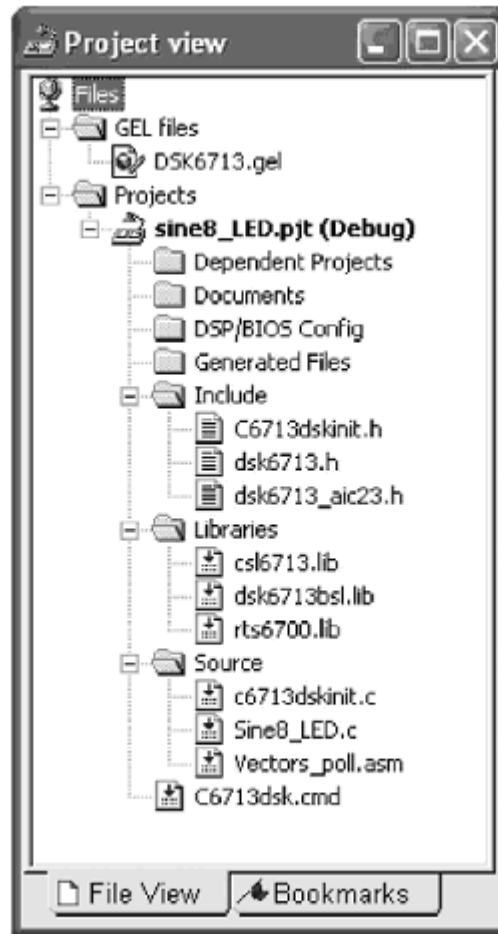 Project view
Files
GEL files
DSK6713.gel
Projects
sine8_LED.pjt (Debug)
Dependent Projects
Documents
DSP/BIOS Config
Generated Files
Include
C6713dskinit.h
dsk6713.h
dsk6713_aic23.h
Libraries
csl6713.lib
dsk6713bsl.lib
rts6700.lib
Source
c6713dskinit.c
Sine8_LED.c
Vectors_poll.asm
C6713dsk.cmd
File View Bookmarks